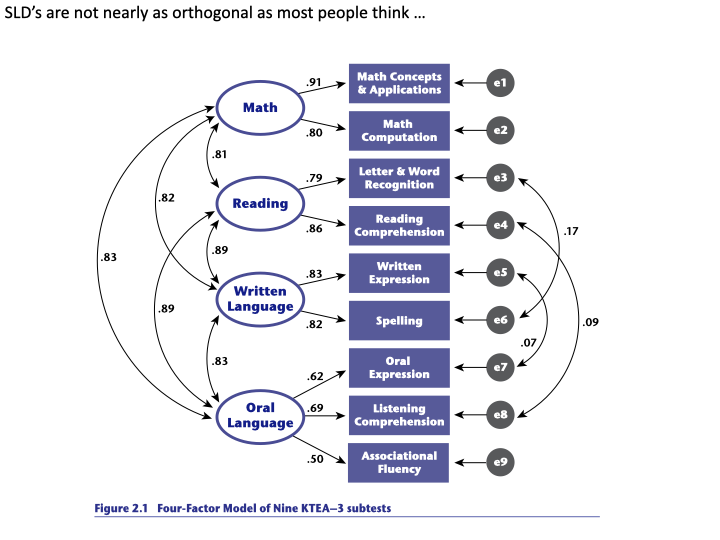 SLD's are not nearly as orthogonal as most people think ...
.91
Math Concepts
& Applications
e1
Math
.80
Math
Computation
e2
.81
.79
Letter & Word
Recognition
e3
.82
Reading
.86
Reading
Comprehension
e4
.17
.83
.89
.83
Written
Expression
e5
Written
Language
.89
.82
Spelling
e6
.09
.07
.83
.62
Oral
Expression
e7
Oral
Language
.69
Listening
Comprehension
e8
.50
Associational
Fluency
e9
Figure 2.1 Four-Factor Model of Nine KTEA–3 subtests